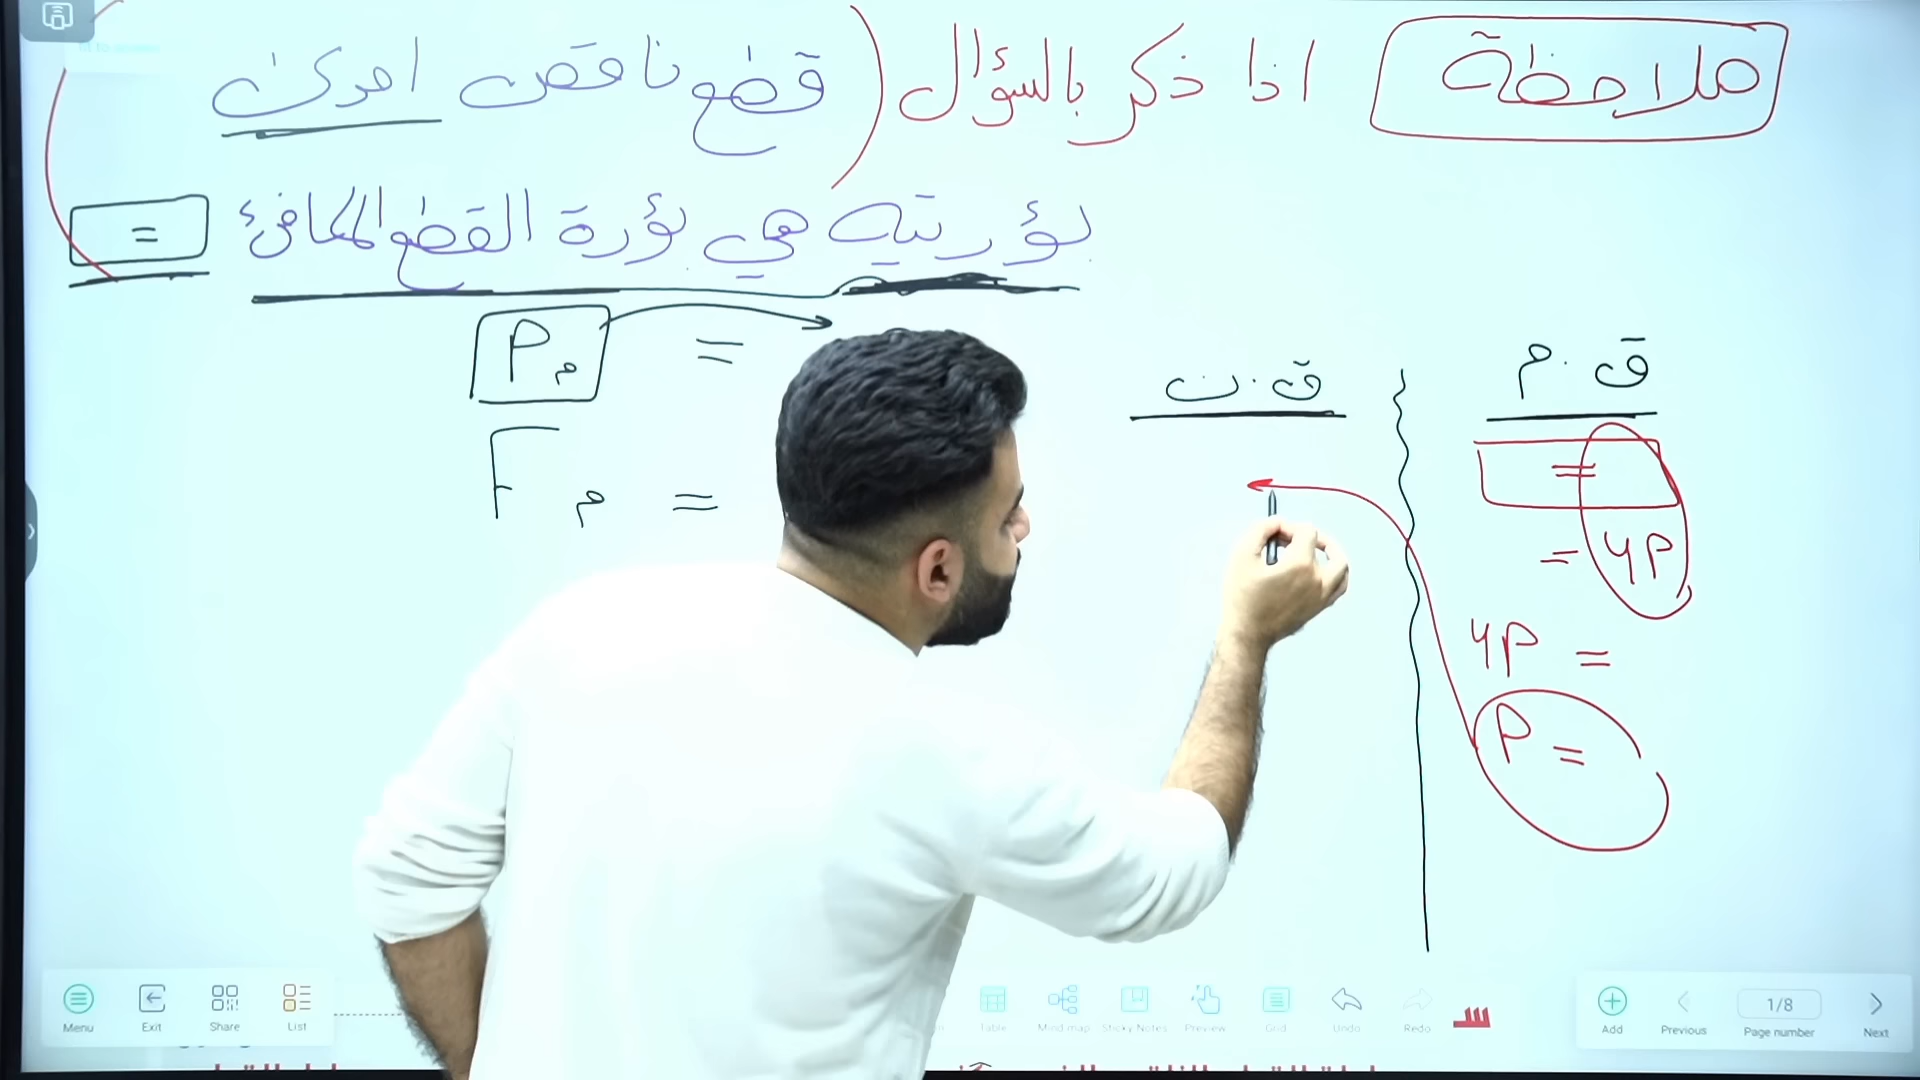 ملاحظة اذا ذكر بالسؤال (قطع ناقص احدى
بؤرتيه هي بؤرة القطع المكافئ =
P م =
F م =
ق. م
=
= 4P
4P =
P =
ق. ن
Menu
Exit
Share
List
Table
Mind map
Sticky Notes
Preview
Grid
Undo
Redo
Add
Previous
1/8
Page number
Next